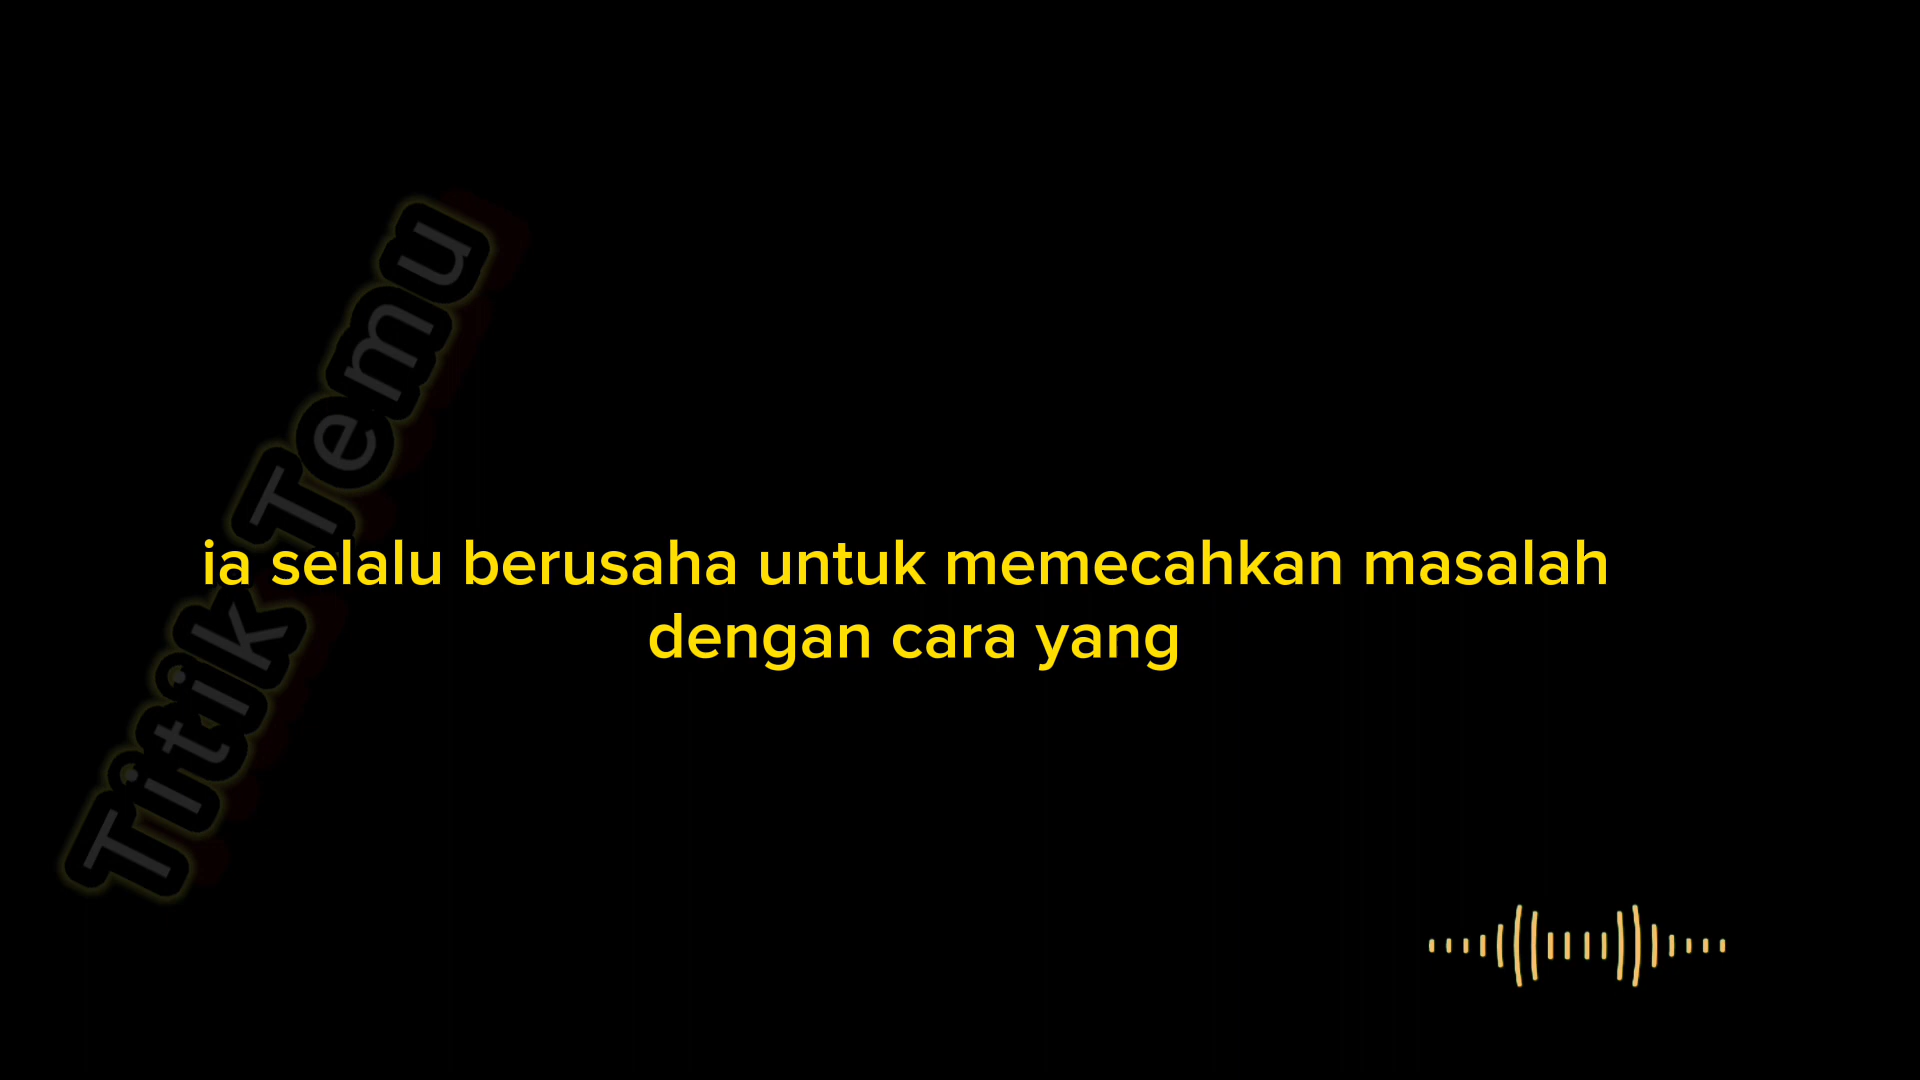 Titik Temu
ia selalu berusaha untuk memecahkan masalah
dengan cara yang